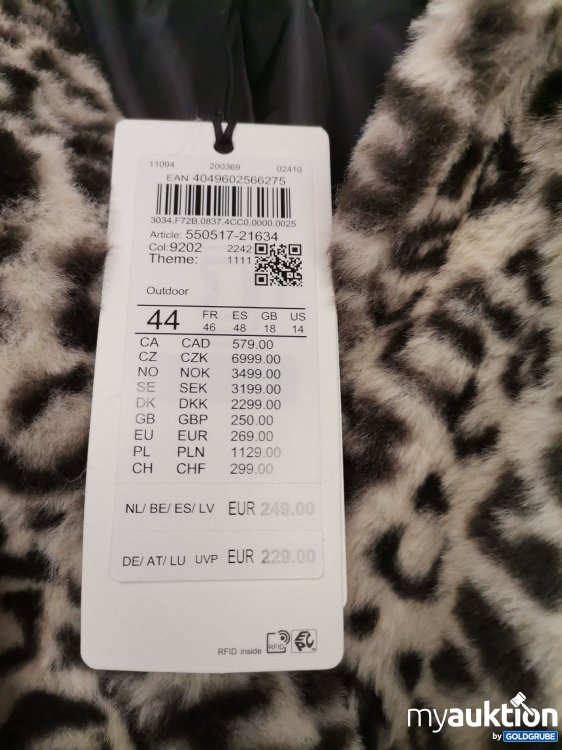 11094 200369 02410
EAN 4049602566275
3034.F72B.0837.4CC0.0000.0025
Article: 550517-21634
Col:9202 2242
Theme: 1111
Outdoor
44 FR ES GB US
46 48 18 14
CA CAD 579.00
CZ CZK 6999.00
NO NOK 3499.00
SE SEK 3199.00
DK DKK 2299.00
GB GBP 250.00
EU EUR 269.00
PL PLN 1129.00
CH CHF 299.00
NL/ BE/ ES/ LV EUR 249.00
DE/ AT/ LU UVP EUR 229.00
RFID inside RFID EPC
myauktion
by GOLDGRUBE